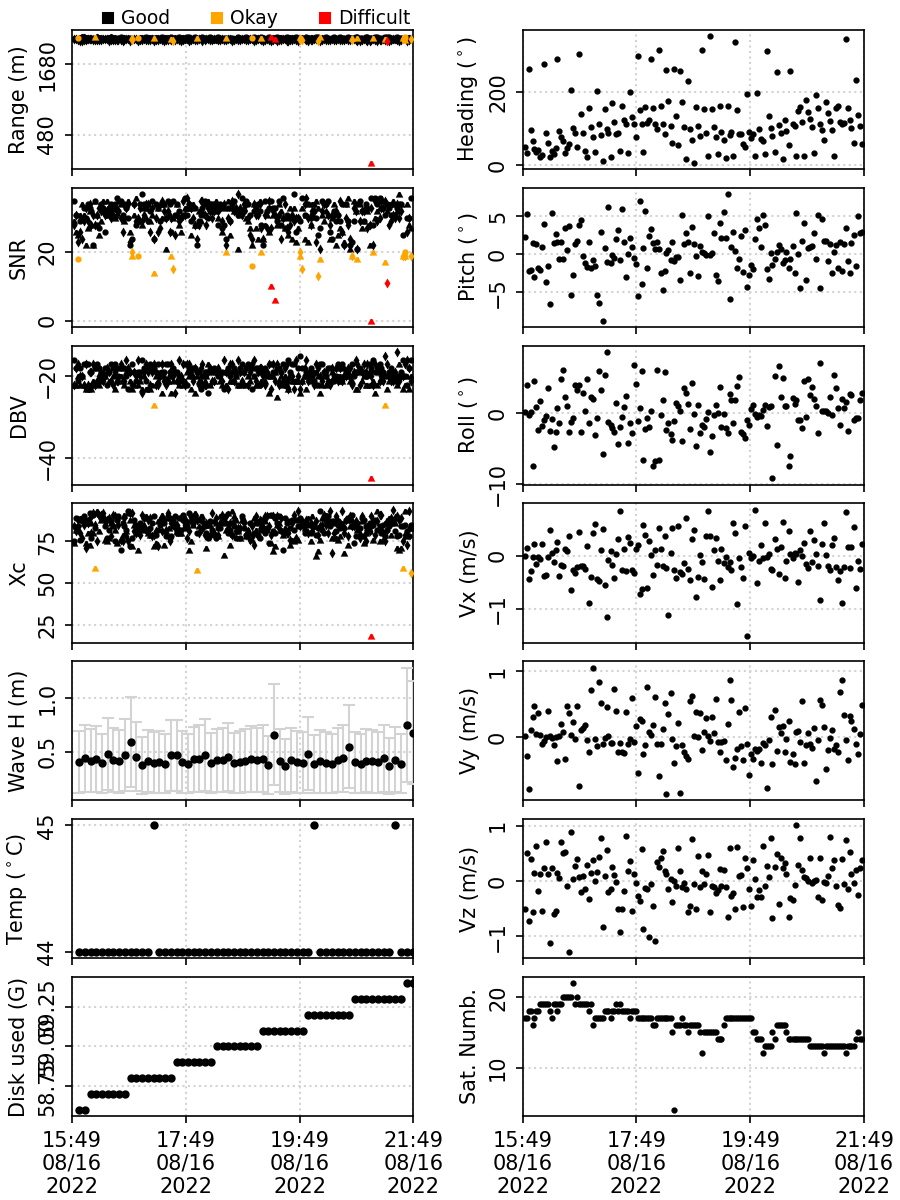 Good Okay Difficult
Range (m)
1680
480
Heading (°)
200
0
SNR
20
0
Pitch (°)
5
0
−5
DBV
−20
−40
Roll (°)
0
−10
Xc
75
50
25
Vx (m/s)
0
−1
Wave H (m)
1.0
0.5
Vy (m/s)
1
0
Temp (°C)
45
44
Vz (m/s)
1
0
−1
Disk used (G)
59.25
59.00
58.75
Sat. Numb.
20
10
15:49 17:49 19:49 21:49
08/16 08/16 08/16 08/16
2022 2022 2022 2022
15:49 17:49 19:49 21:49
08/16 08/16 08/16 08/16
2022 2022 2022 2022